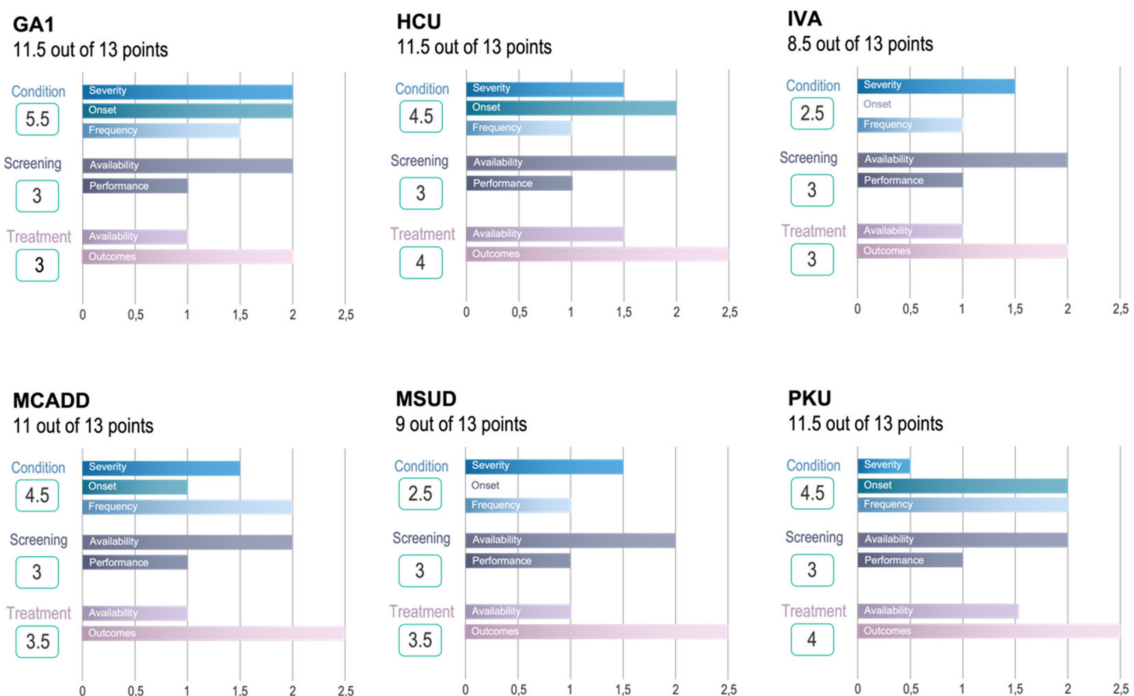 GA1
11.5 out of 13 points
Condition
5.5
Severity
Onset
Frequency
Screening
3
Availability
Performance
Treatment
3
Availability
Outcomes
0 0,5 1 1,5 2 2,5
HCU
11.5 out of 13 points
Condition
4.5
Severity
Onset
Frequency
Screening
3
Availability
Performance
Treatment
4
Availability
Outcomes
0 0,5 1 1,5 2 2,5
IVA
8.5 out of 13 points
Condition
2.5
Severity
Onset
Frequency
Screening
3
Availability
Performance
Treatment
3
Availability
Outcomes
0 0,5 1 1,5 2 2,5
MCADD
11 out of 13 points
Condition
4.5
Severity
Onset
Frequency
Screening
3
Availability
Performance
Treatment
3.5
Availability
Outcomes
0 0,5 1 1,5 2 2,5
MSUD
9 out of 13 points
Condition
2.5
Severity
Onset
Frequency
Screening
3
Availability
Performance
Treatment
3.5
Availability
Outcomes
0 0,5 1 1,5 2 2,5
PKU
11.5 out of 13 points
Condition
4.5
Severity
Onset
Frequency
Screening
3
Availability
Performance
Treatment
4
Availability
Outcomes
0 0,5 1 1,5 2 2,5